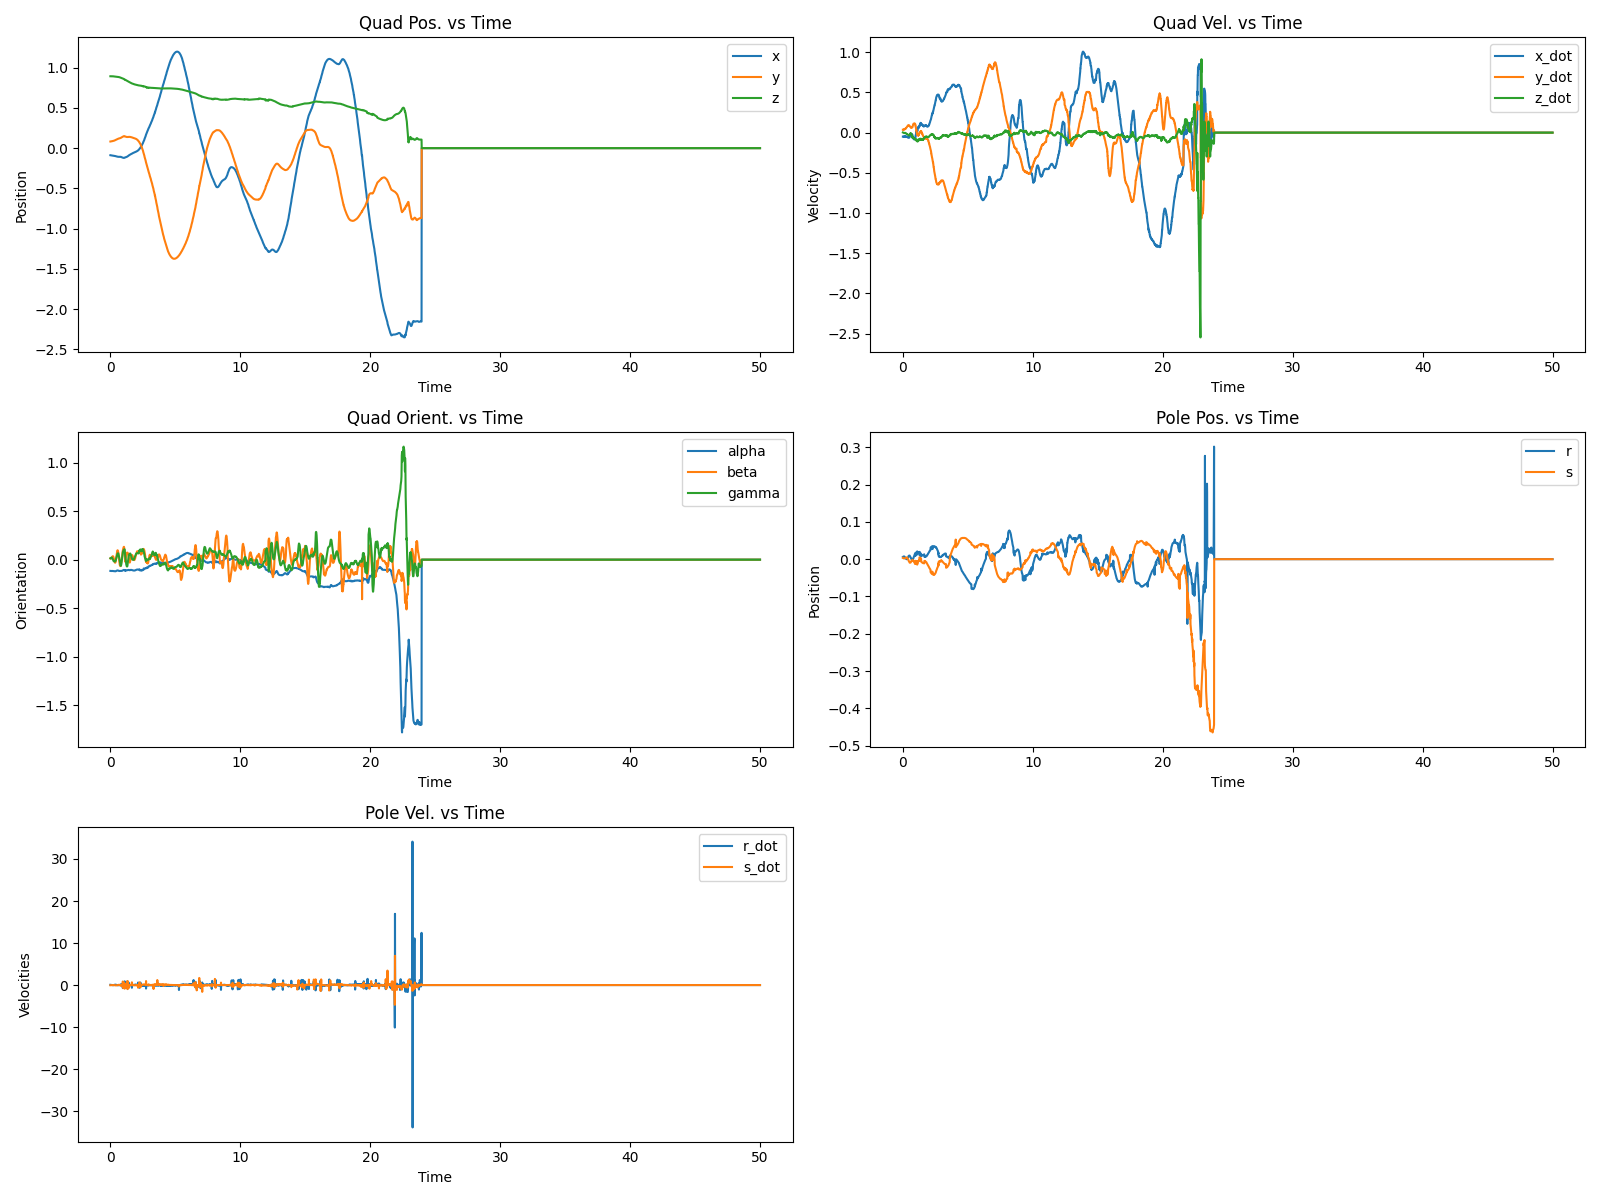 Quad Pos. vs Time
Position
1.0
0.5
0.0
−0.5
−1.0
−1.5
−2.0
−2.5
0 10 20 30 40 50
Time
x
y
z
Quad Vel. vs Time
Velocity
1.0
0.5
0.0
−0.5
−1.0
−1.5
−2.0
−2.5
0 10 20 30 40 50
Time
x_dot
y_dot
z_dot
Quad Orient. vs Time
Orientation
1.0
0.5
0.0
−0.5
−1.0
−1.5
0 10 20 30 40 50
Time
alpha
beta
gamma
Pole Pos. vs Time
Position
0.3
0.2
0.1
0.0
−0.1
−0.2
−0.3
−0.4
−0.5
0 10 20 30 40 50
Time
r
s
Pole Vel. vs Time
Velocities
30
20
10
0
−10
−20
−30
0 10 20 30 40 50
Time
r_dot
s_dot